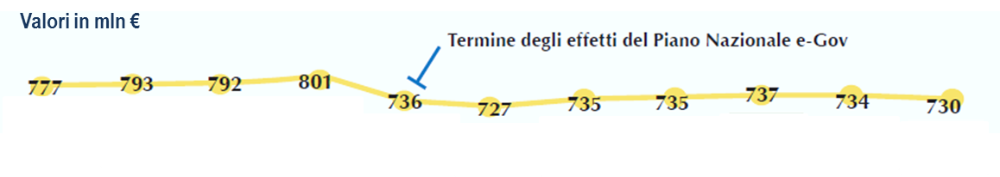 Valori in mln €
Termine degli effetti del Piano Nazionale e-Gov
777 793 792 801 736 727 735 735 737 734 730